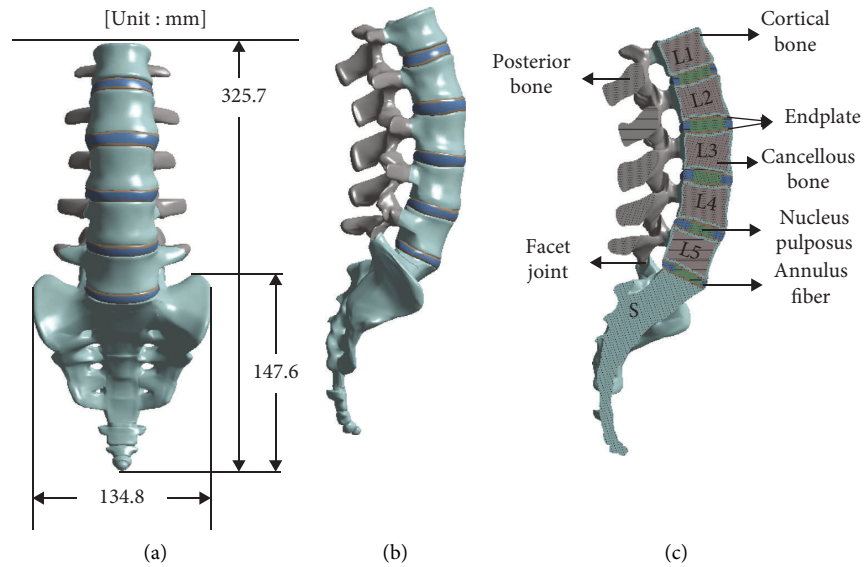 [Unit : mm]
325.7
147.6
134.8
(a)
(b)
Posterior
bone
Facet
joint
L1
L2
L3
L4
L5
S
Cortical
bone
Endplate
Cancellous
bone
Nucleus
pulposus
Annulus
fiber
(c)